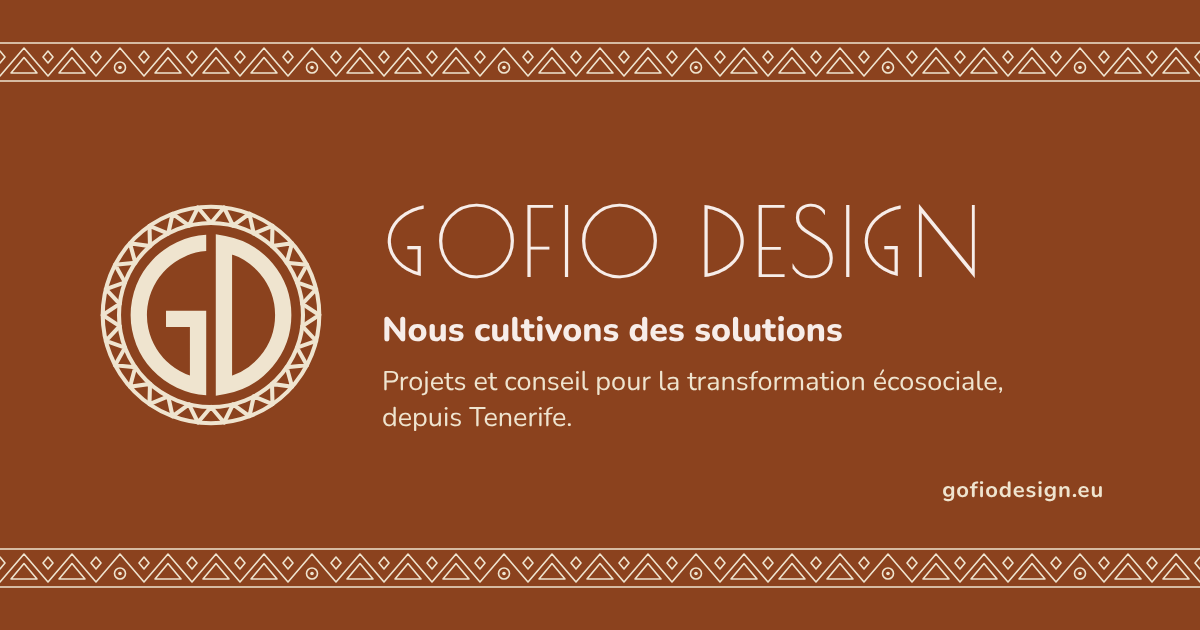 GD
GOFIO DESIGN
Nous cultivons des solutions
Projets et conseil pour la transformation écosociale,
depuis Tenerife.
gofiodesign.eu